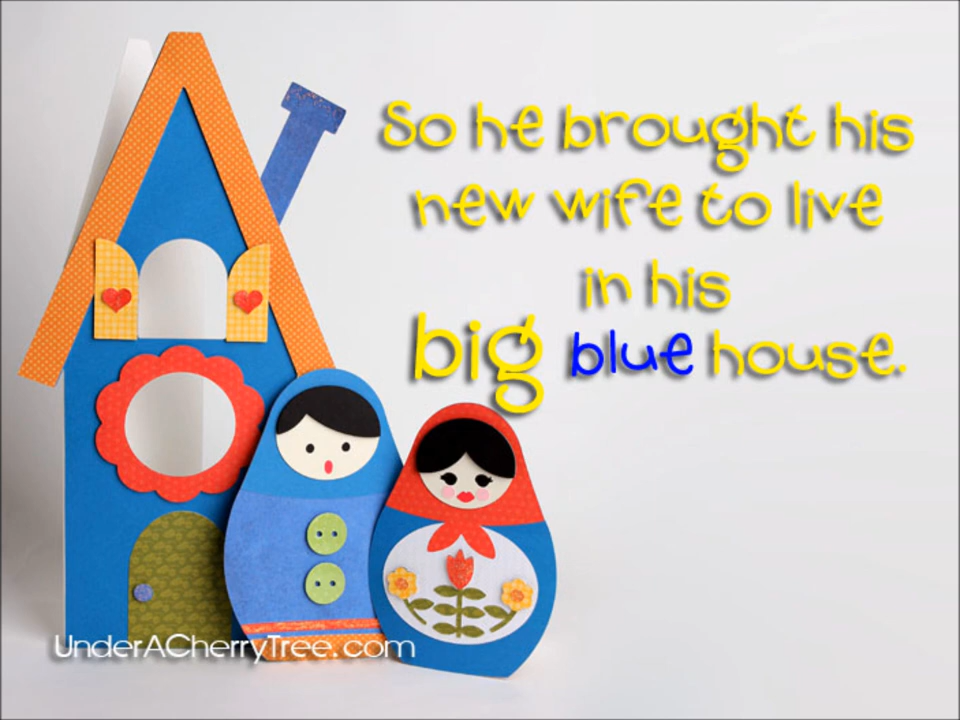 So he brought his
new wife to live
in his
big blue house.
UnderACherryTree.com